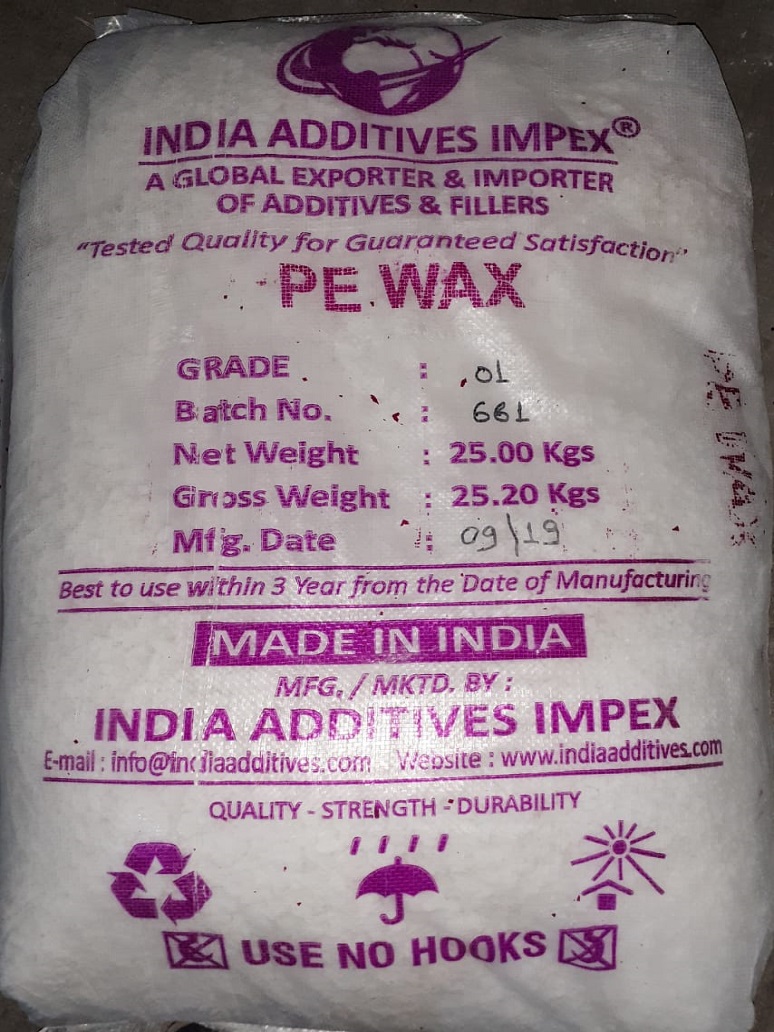 INDIA ADDITIVES IMPEX®
A GLOBAL EXPORTER & IMPORTER
OF ADDITIVES & FILLERS
"Tested Quality for Guaranteed Satisfaction"
PE WAX
GRADE : 01
Batch No. : 661
Net Weight : 25.00 Kgs
Gross Weight : 25.20 Kgs
Mfg. Date : 09/19
Best to use within 3 Year from the Date of Manufacturing
MADE IN INDIA
MFG. / MKTD. BY :
INDIA ADDITIVES IMPEX
E-mail : info@indiaadditives.com Website : www.indiaadditives.com
QUALITY - STRENGTH - DURABILITY
USE NO HOOKS
PE WAX